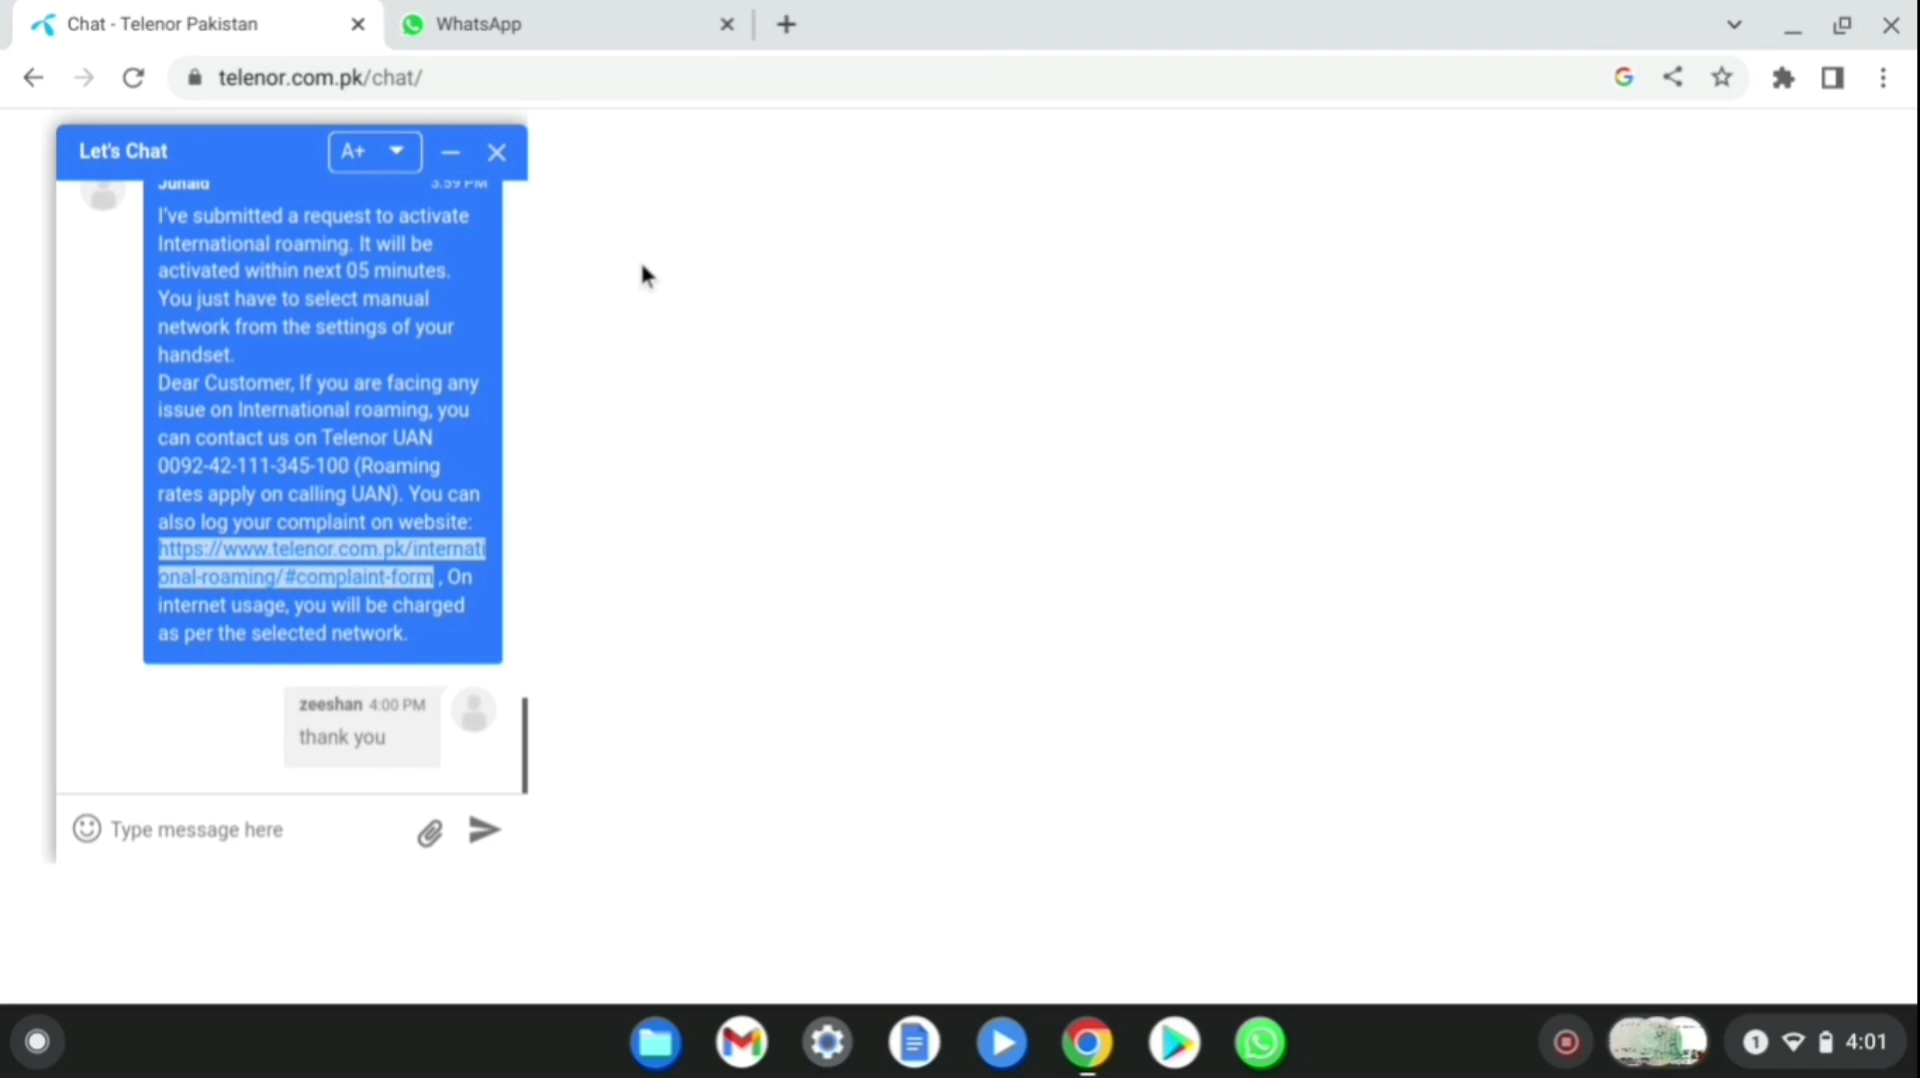 Chat - Telenor Pakistan
WhatsApp
telenor.com.pk/chat/
Let's Chat
A+
Junaid 3:59 PM
I've submitted a request to activate
International roaming. It will be
activated within next 05 minutes.
You just have to select manual
network from the settings of your
handset.
Dear Customer, If you are facing any
issue on International roaming, you
can contact us on Telenor UAN
0092-42-111-345-100 (Roaming
rates apply on calling UAN). You can
also log your complaint on website:
https://www.telenor.com.pk/internati
onal-roaming/#complaint-form , On
internet usage, you will be charged
as per the selected network.
zeeshan 4:00 PM
thank you
Type message here
1 4:01